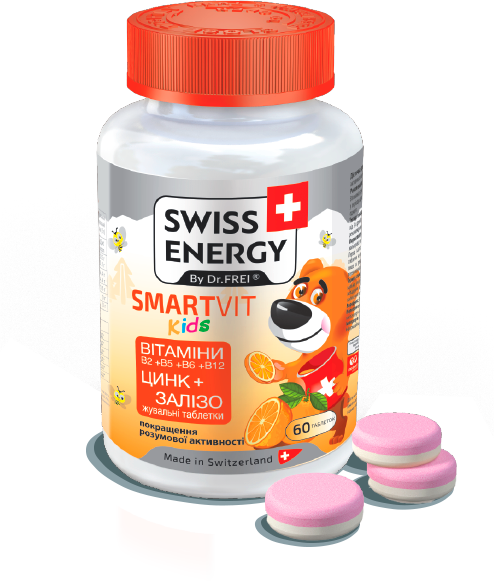 SWISS
ENERGY
By Dr.FREI®
SMARTVIT
Kids
ВІТАМІНИ
B2 +B5 +B6 +B12
ЦИНК +
ЗАЛІЗО
жувальні таблетки
покращення
розумової активності
60 ТАБЛЕТОК
Made in Switzerland